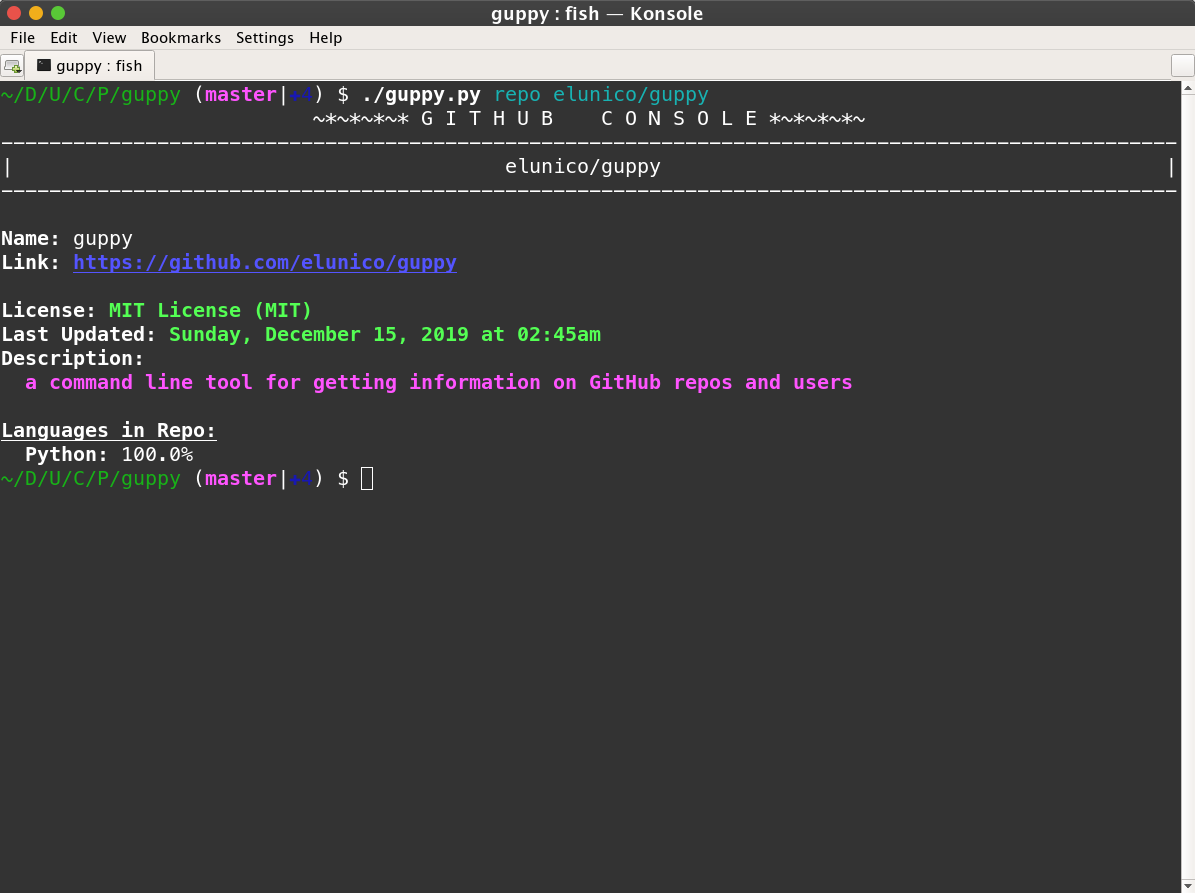 guppy : fish — Konsole
File Edit View Bookmarks Settings Help
guppy : fish
~/D/U/C/P/guppy (master|+4) $ ./guppy.py repo elunico/guppy
~*~*~*~* G I T H U B    C O N S O L E *~*~*~*~
--------------------------------------------------------------------------------------------------
|                                         elunico/guppy                                          |
--------------------------------------------------------------------------------------------------
Name: guppy
Link: https://github.com/elunico/guppy
License: MIT License (MIT)
Last Updated: Sunday, December 15, 2019 at 02:45am
Description:
  a command line tool for getting information on GitHub repos and users
Languages in Repo:
  Python: 100.0%
~/D/U/C/P/guppy (master|+4) $